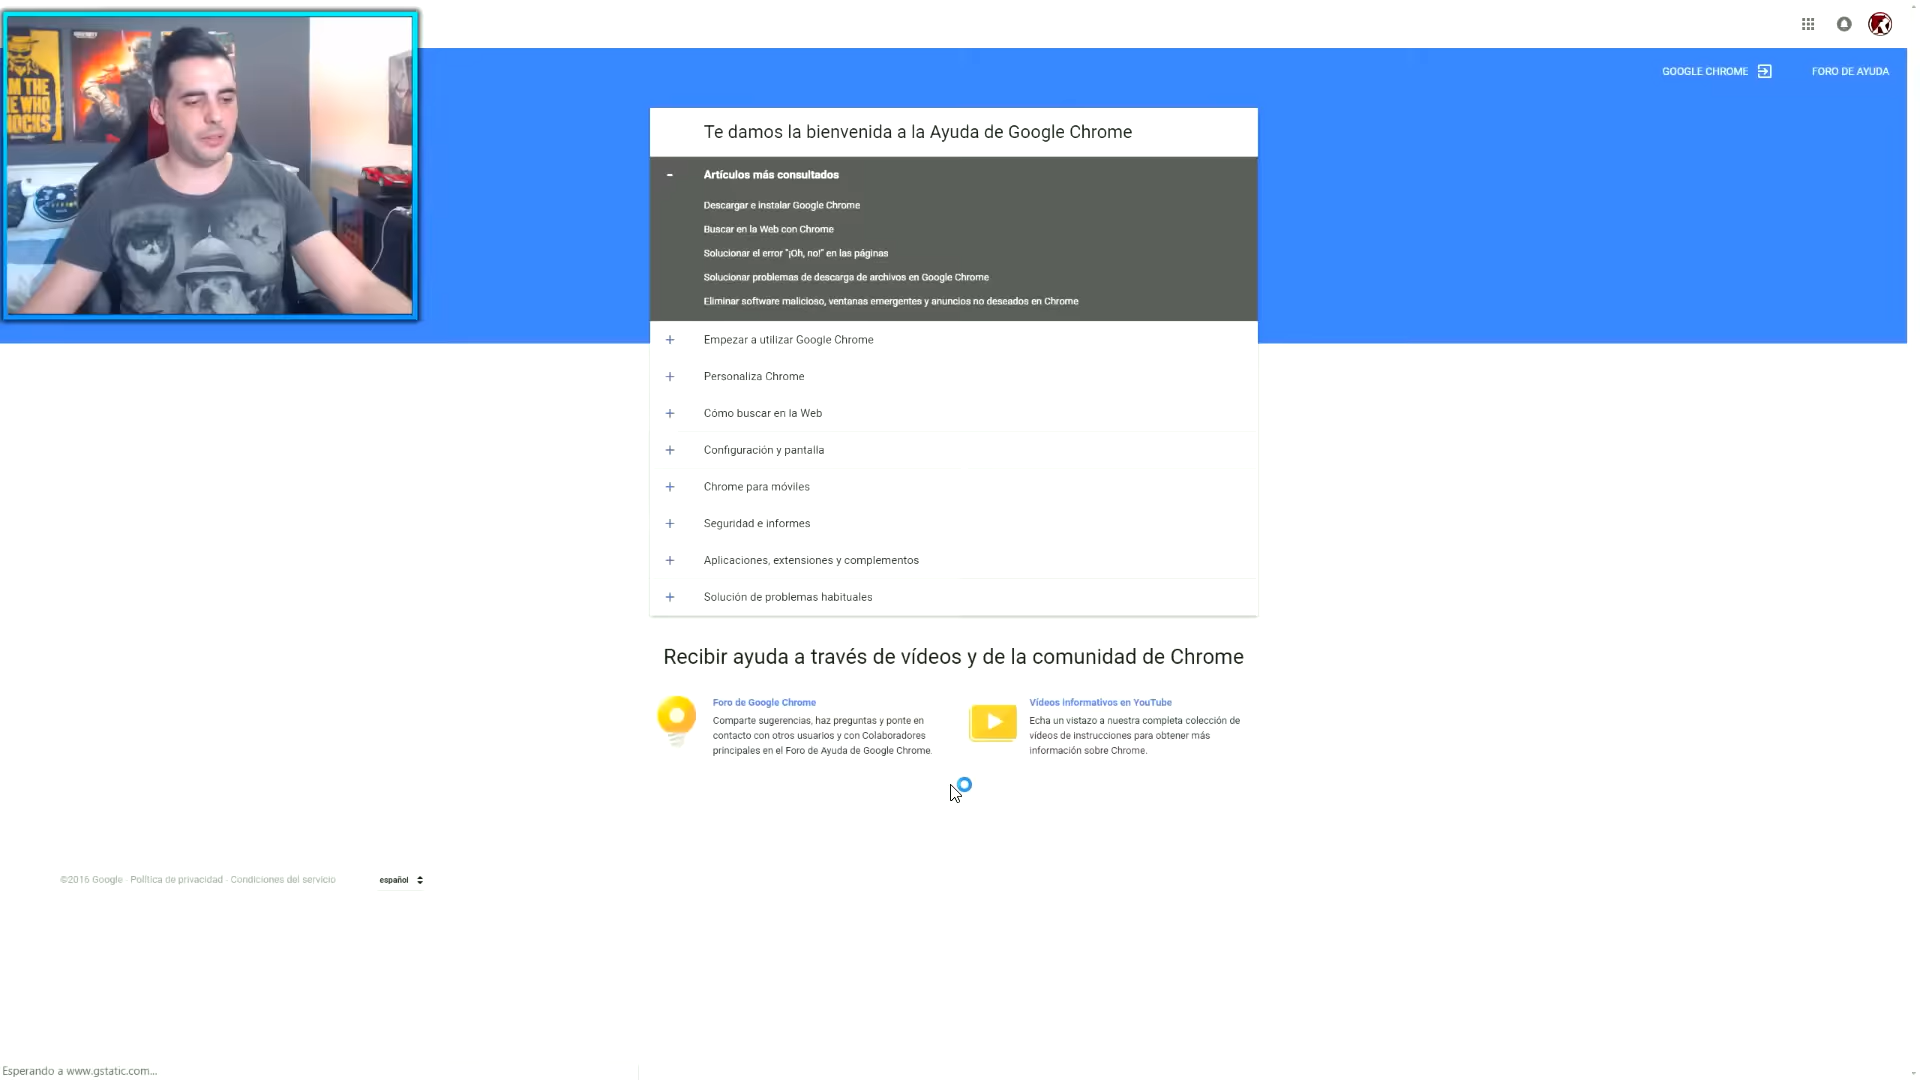 AM THE
HE WHO
NOCKS
GOOGLE CHROME
FORO DE AYUDA
Te damos la bienvenida a la Ayuda de Google Chrome
- Artículos más consultados
Descargar e instalar Google Chrome
Buscar en la Web con Chrome
Solucionar el error "¡Oh, no!" en las páginas
Solucionar problemas de descarga de archivos en Google Chrome
Eliminar software malicioso, ventanas emergentes y anuncios no deseados en Chrome
+ Empezar a utilizar Google Chrome
+ Personaliza Chrome
+ Cómo buscar en la Web
+ Configuración y pantalla
+ Chrome para móviles
+ Seguridad e informes
+ Aplicaciones, extensiones y complementos
+ Solución de problemas habituales
Recibir ayuda a través de vídeos y de la comunidad de Chrome
Foro de Google Chrome
Comparte sugerencias, haz preguntas y ponte en
contacto con otros usuarios y con Colaboradores
principales en el Foro de Ayuda de Google Chrome.
Vídeos informativos en YouTube
Echa un vistazo a nuestra completa colección de
vídeos de instrucciones para obtener más
información sobre Chrome.
©2016 Google · Política de privacidad · Condiciones del servicio
español
Esperando a www.gstatic.com...